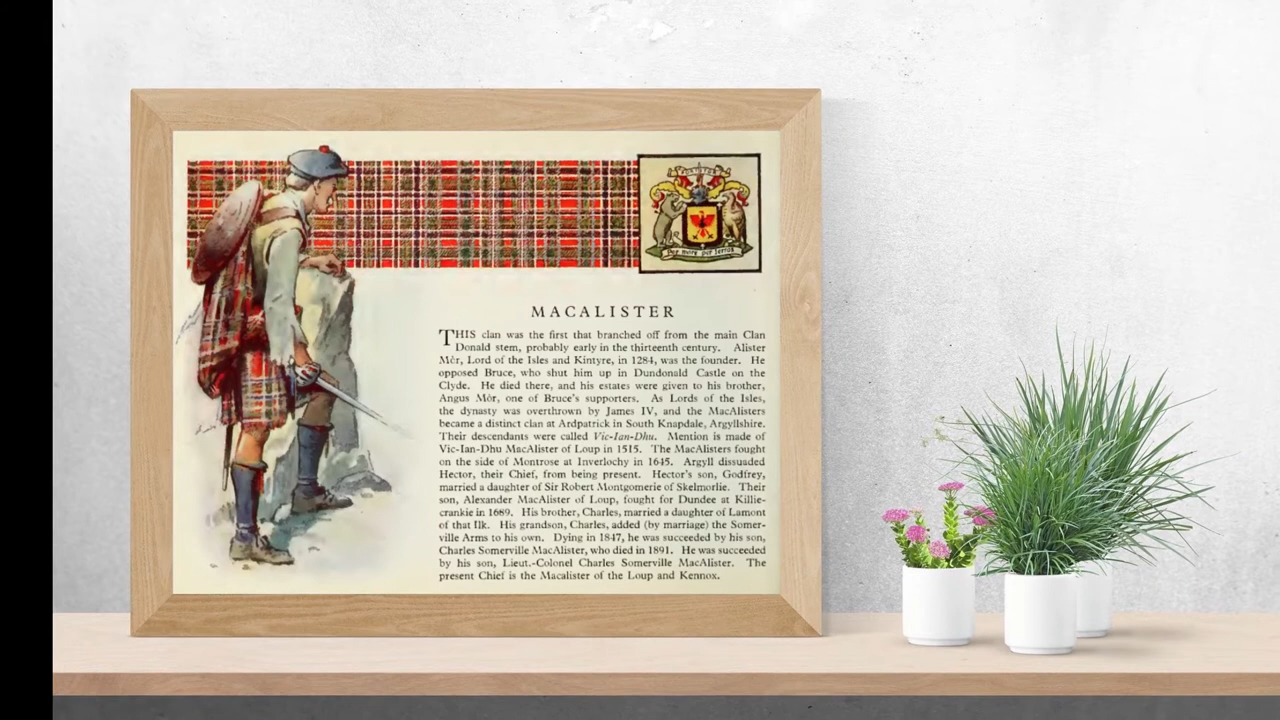 FORTITER
Per mare per terras
MACALISTER
THIS clan was the first that branched off from the main Clan
Donald stem, probably early in the thirteenth century. Alister
Mór, Lord of the Isles and Kintyre, in 1284, was the founder. He
opposed Bruce, who shut him up in Dundonald Castle on the
Clyde. He died there, and his estates were given to his brother,
Angus Mór, one of Bruce's supporters. As Lords of the Isles,
the dynasty was overthrown by James IV, and the MacAlisters
became a distinct clan at Ardpatrick in South Knapdale, Argyllshire.
Their descendants were called Vic-Ian-Dhu. Mention is made of
Vic-Ian-Dhu MacAlister of Loup in 1515. The MacAlisters fought
on the side of Montrose at Inverlochy in 1645. Argyll dissuaded
Hector, their Chief, from being present. Hector's son, Godfrey,
married a daughter of Sir Robert Montgomerie of Skelmorlie. Their
son, Alexander MacAlister of Loup, fought for Dundee at Killie-
crankie in 1689. His brother, Charles, married a daughter of Lamont
of that Ilk. His grandson, Charles, added (by marriage) the Somer-
ville Arms to his own. Dying in 1847, he was succeeded by his son,
Charles Somerville MacAlister, who died in 1891. He was succeeded
by his son, Lieut.-Colonel Charles Somerville MacAlister. The
present Chief is the Macalister of the Loup and Kennox.